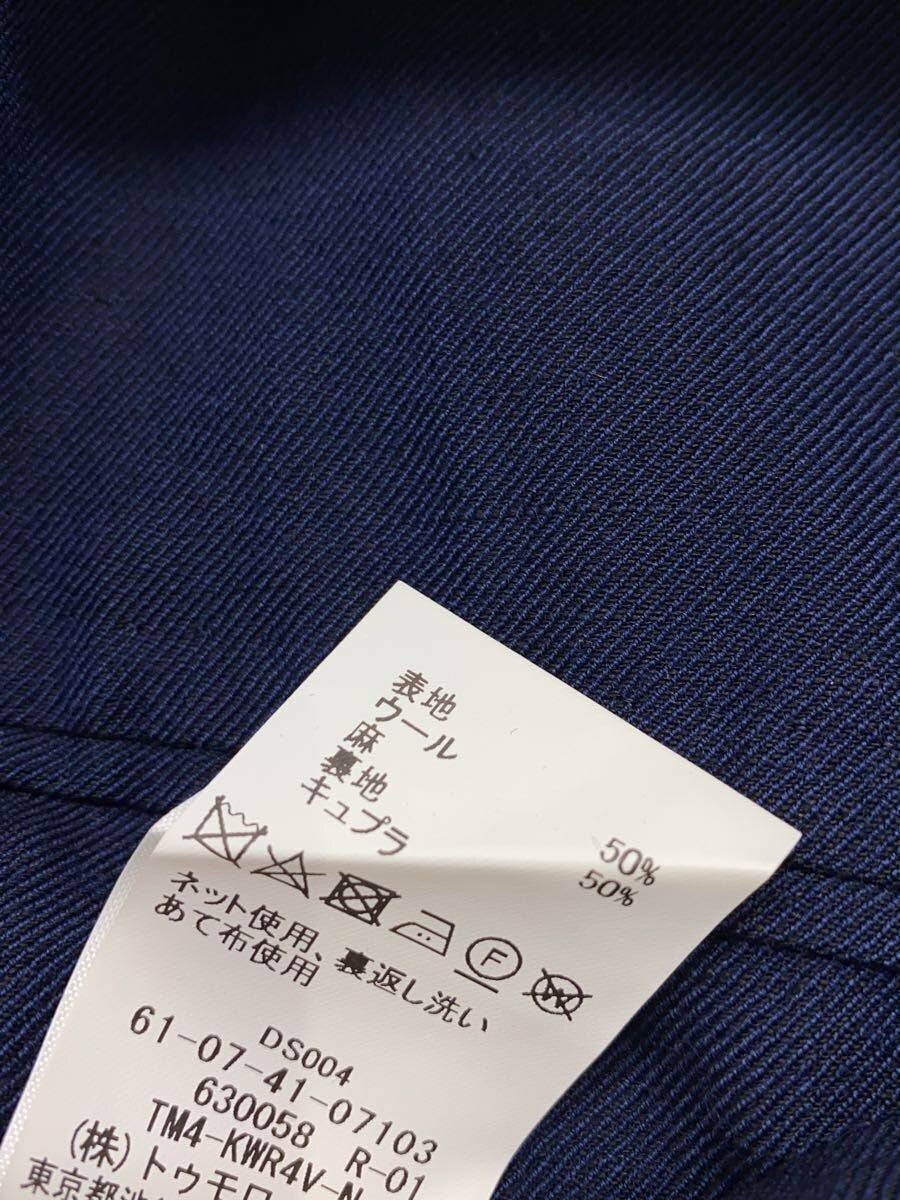 表地
ウール 50%
麻 50%
裏地
キュプラ
F
W
ネット使用、裏返し洗い
あて布使用
DS004
61-07-41-07103
630058 R-01
TM4-KWR4V-N
(株)トゥモロ
東京都渋